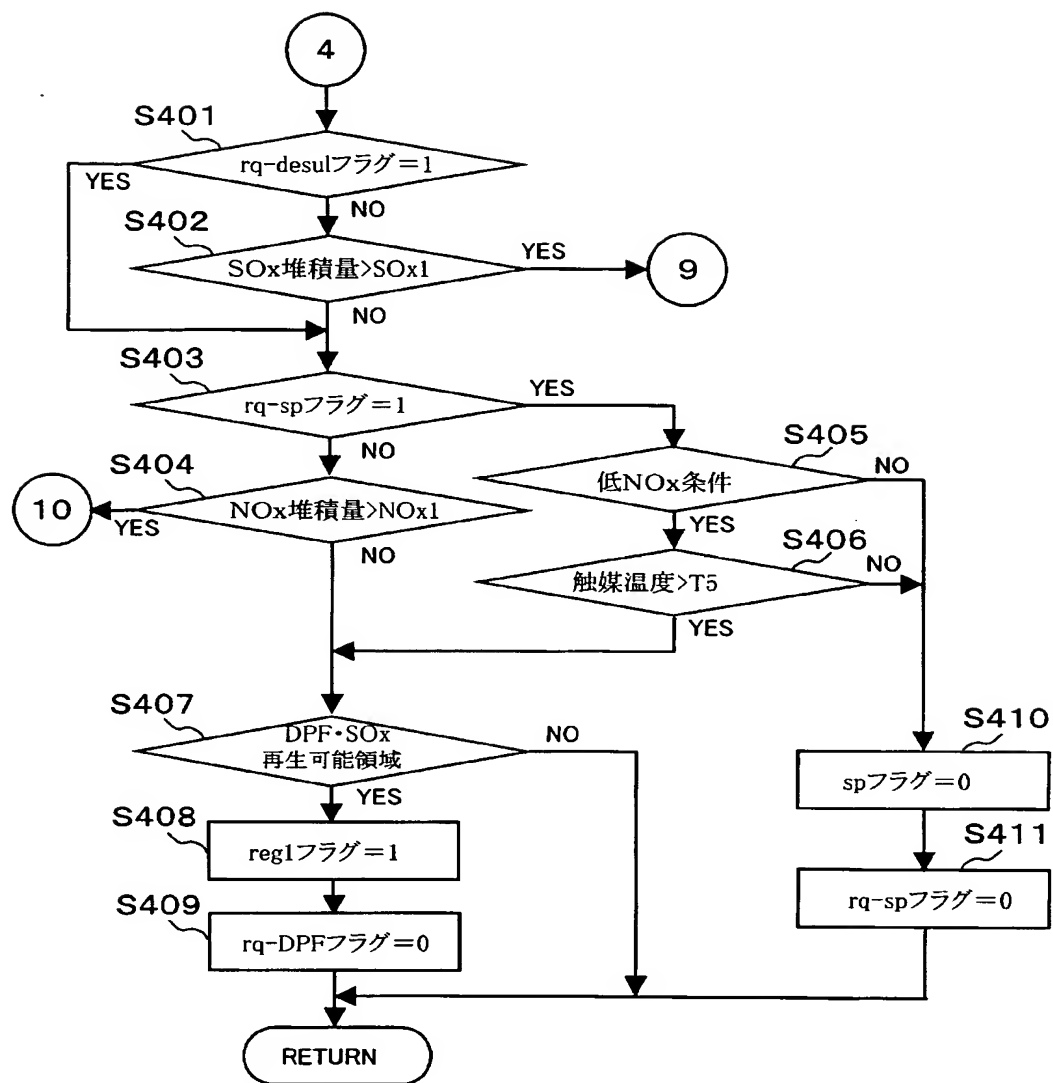 4
S401
rq-desulフラグ=1
YES
NO
S402
SOx堆積量>SOx1
YES
9
NO
S403
rq-spフラグ=1
YES
NO
S404
NOx堆積量>NOx1
10
YES
NO
S405
低NOx条件
NO
YES
S406
触媒温度>T5
NO
YES
S407
DPF・SOx
再生可能領域
NO
YES
S408
reg1フラグ=1
S409
rq-DPFフラグ=0
S410
spフラグ=0
S411
rq-spフラグ=0
RETURN